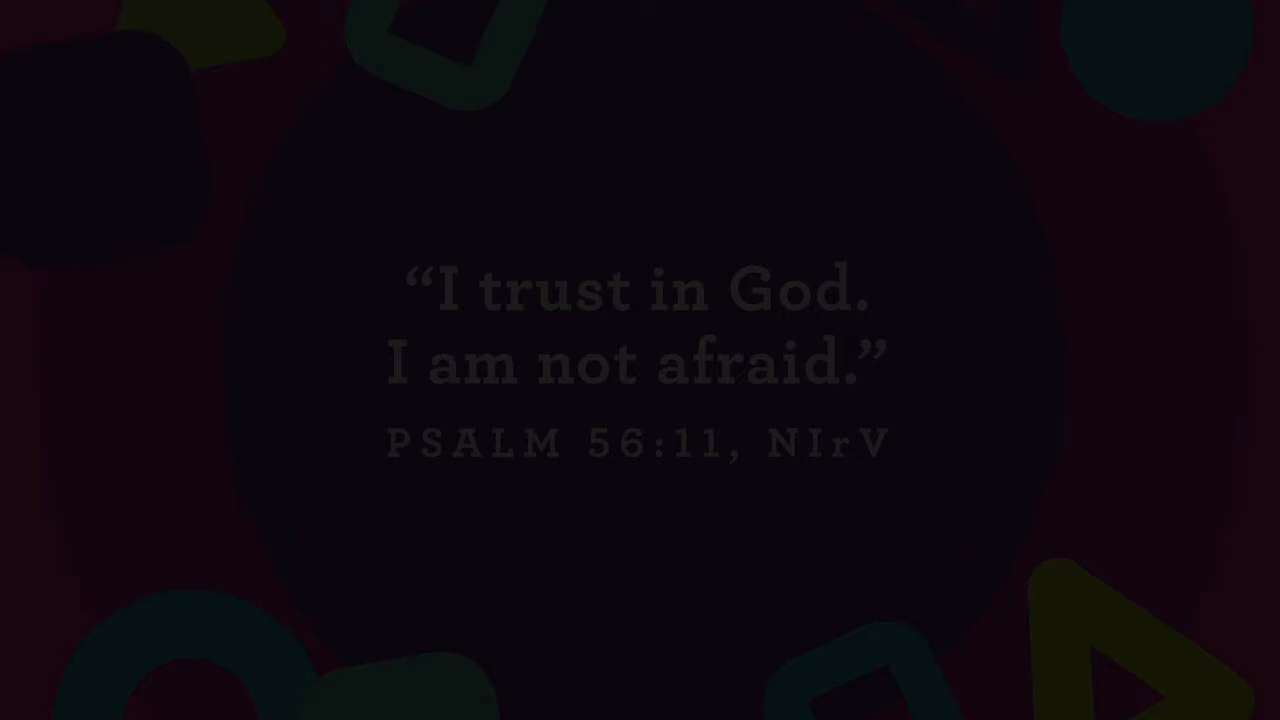 “I trust in God.
I am not afraid.”
PSALM 56:11, NIrV